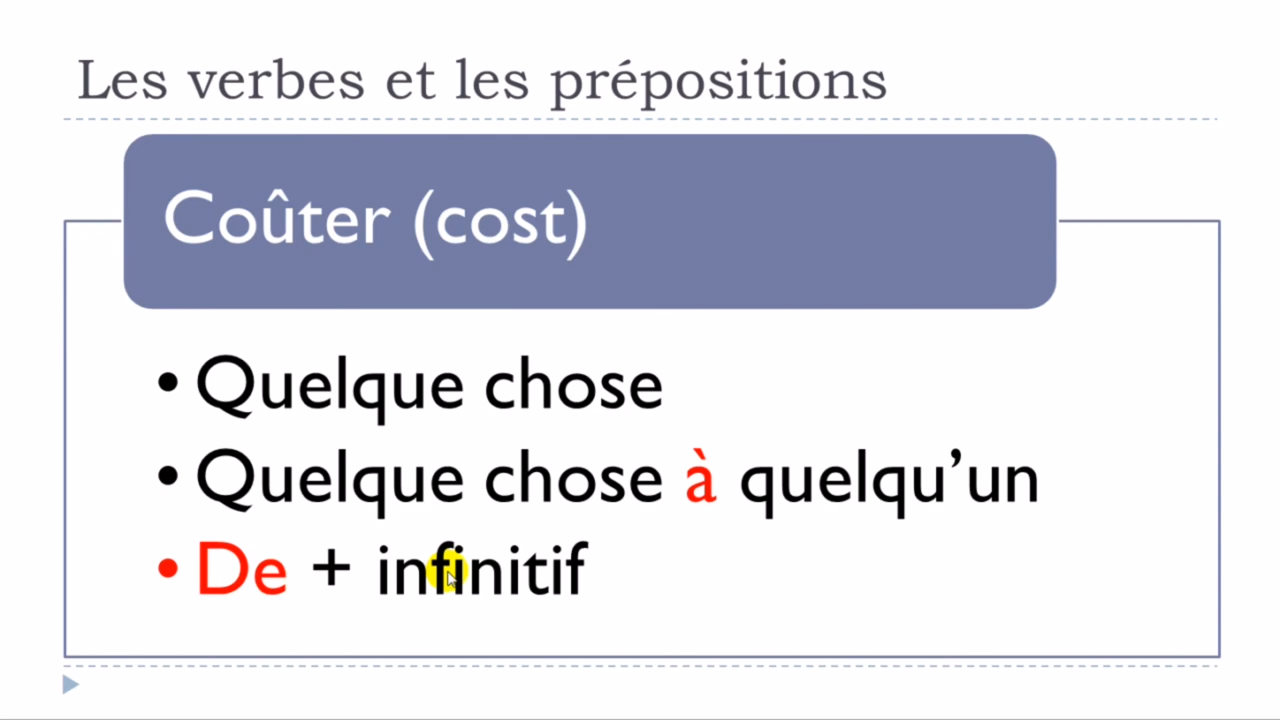 Les verbes et les prépositions
Coûter (cost)
• Quelque chose
• Quelque chose à quelqu’un
• De + infinitif